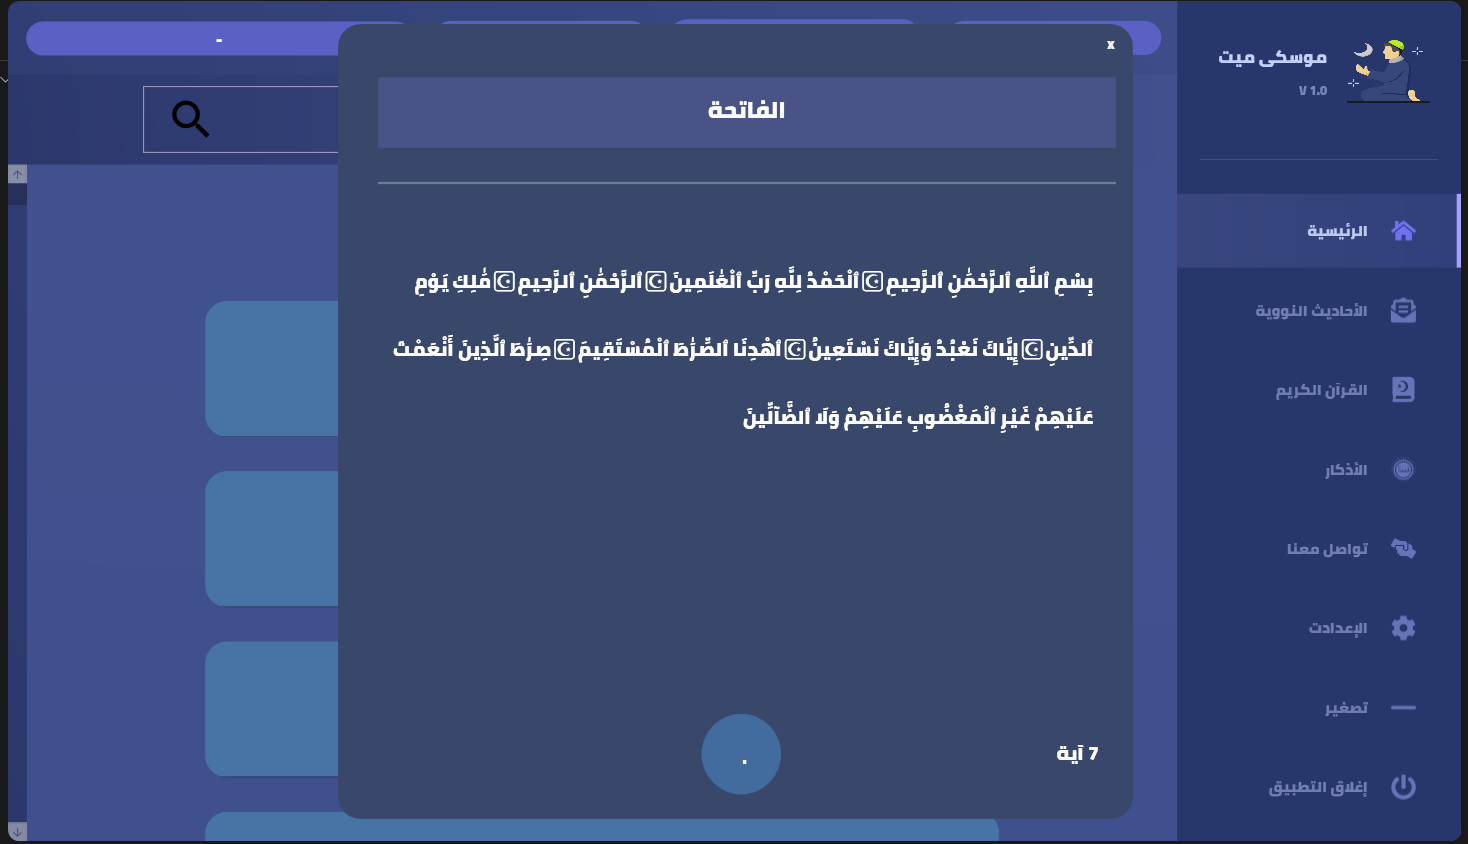 -
x
موسكى ميت
V 1.0
الفاتحة
الرئيسية
الأحاديث النووية
القرآن الكريم
الأذكار
تواصل معنا
الإعدادت
تصغير
إغلاق التطبيق
بِسْمِ ٱللَّهِ ٱلرَّحْمَٰنِ ٱلرَّحِيمِ ☪ ٱلْحَمْدُ لِلَّهِ رَبِّ ٱلْعَٰلَمِينَ ☪ ٱلرَّحْمَٰنِ ٱلرَّحِيمِ ☪ مَٰلِكِ يَوْمِ
ٱلدِّينِ ☪ إِيَّاكَ نَعْبُدُ وَإِيَّاكَ نَسْتَعِينُ ☪ ٱهْدِنَا ٱلصِّرَٰطَ ٱلْمُسْتَقِيمَ ☪ صِرَٰطَ ٱلَّذِينَ أَنْعَمْتَ
عَلَيْهِمْ غَيْرِ ٱلْمَغْضُوبِ عَلَيْهِمْ وَلَا ٱلضَّآلِّينَ
7 آية
.